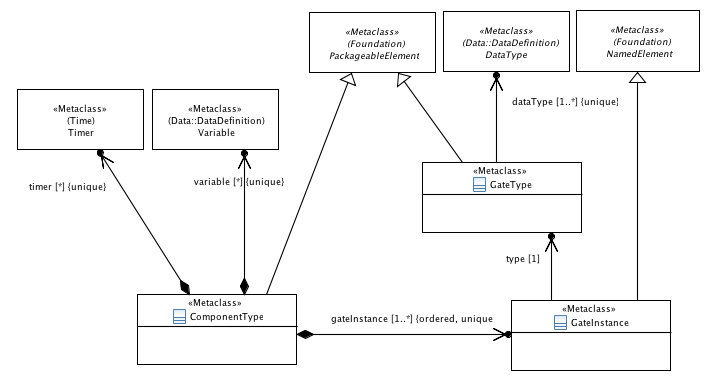 «Metaclass»
(Foundation)
PackageableElement
«Metaclass»
(Data::DataDefinition)
DataType
«Metaclass»
(Foundation)
NamedElement
«Metaclass»
(Time)
Timer
«Metaclass»
(Data::DataDefinition)
Variable
dataType [1..*] {unique}
timer [*] {unique}
variable [*] {unique}
«Metaclass»
GateType
type [1]
«Metaclass»
ComponentType
gateInstance [1..*] {ordered, unique
«Metaclass»
GateInstance